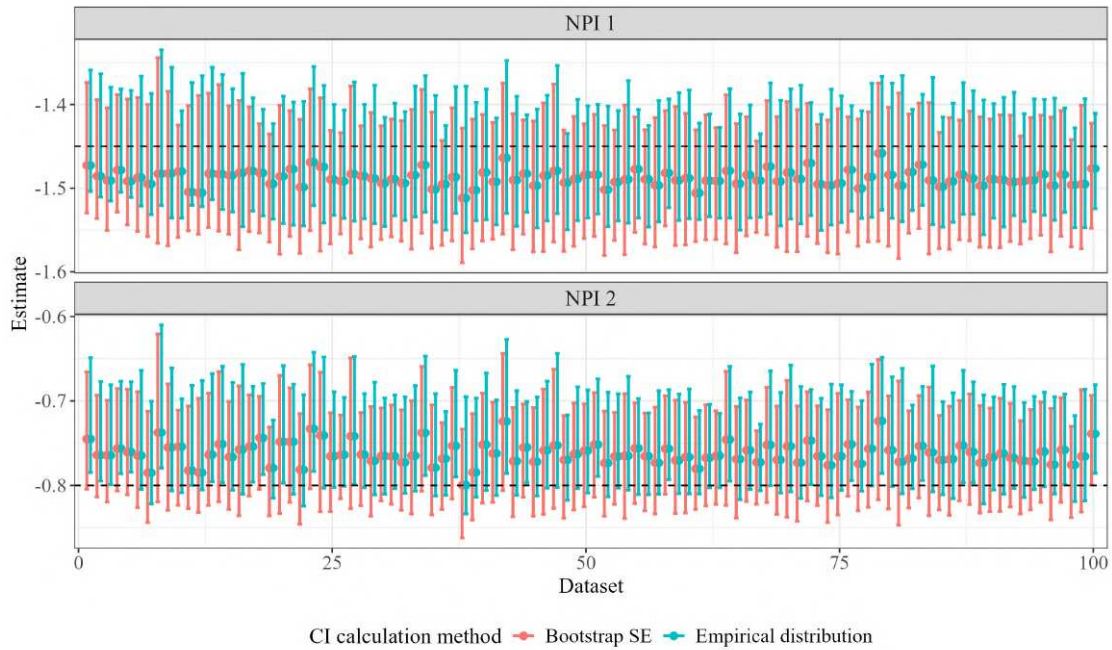 NPI 1
-1.4
-1.5
-1.6
Estimate
NPI 2
-0.6
-0.7
-0.8
0 25 50 75 100
Dataset
CI calculation method Bootstrap SE Empirical distribution